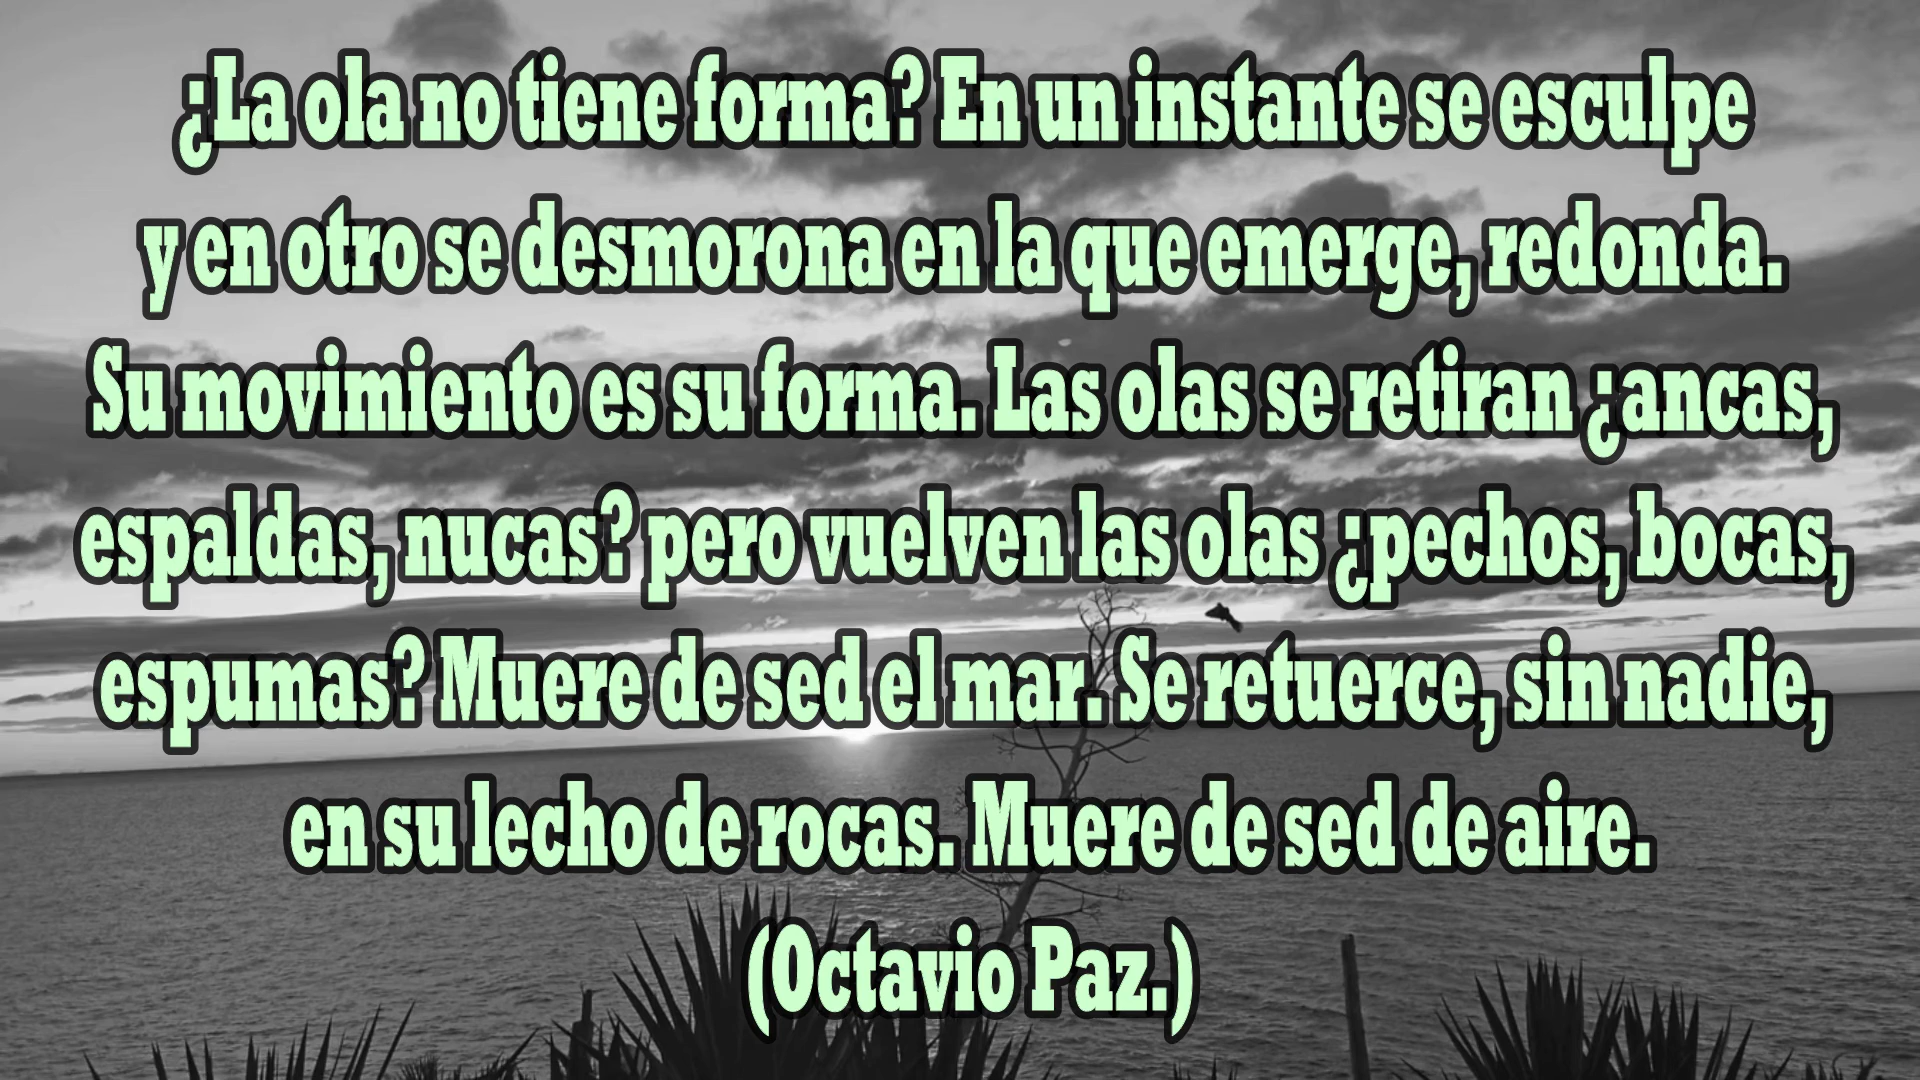 ¿La ola no tiene forma? En un instante se esculpe
y en otro se desmorona en la que emerge, redonda.
Su movimiento es su forma. Las olas se retiran ¿ancas,
espaldas, nucas? pero vuelven las olas ¿pechos, bocas,
espumas? Muere de sed el mar. Se retuerce, sin nadie,
en su lecho de rocas. Muere de sed de aire.
(Octavio Paz.)